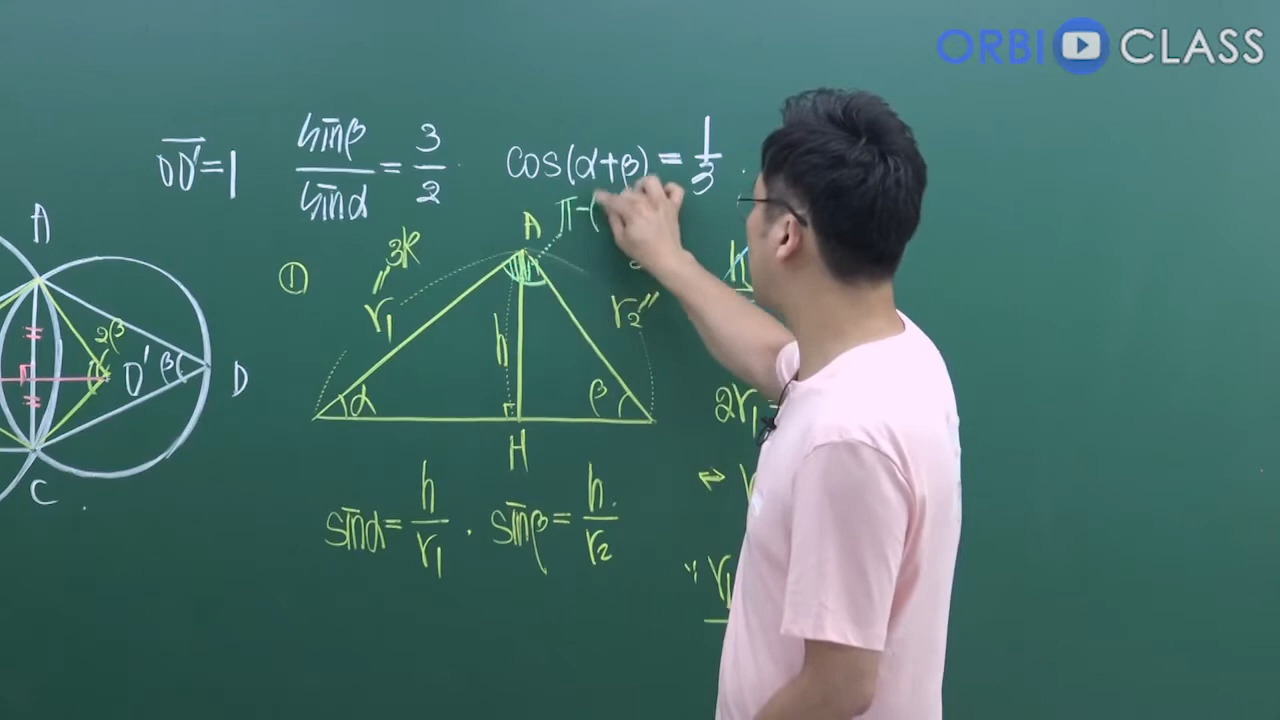 ORBI CLASS
OO'=1 sinβ/sinα = 3/2 cos(α+β) = 1/3
A
2β
O'
β
D
C
①
3k
r₁
A
π-(
h
r₂
α
β
H
sinα = h/r₁ . sinβ = h/r₂
h
2r₁
⇔
∵ r₁